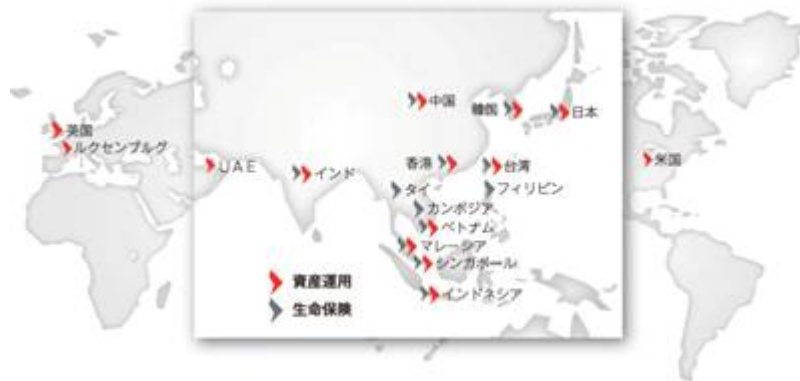 中国
韓国
日本
英国
ルクセンブルグ
UAE
インド
香港
台湾
米国
タイ
フィリピン
カンボジア
ベトナム
マレーシア
シンガポール
インドネシア
資産運用
生命保険